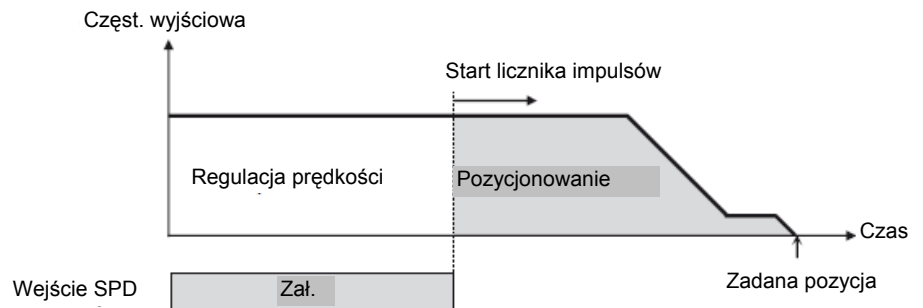 Częst. wyjściowa
Start licznika impulsów
Regulacja prędkości
Pozycjonowanie
Czas
Zadana pozycja
Wejście SPD
Zał.